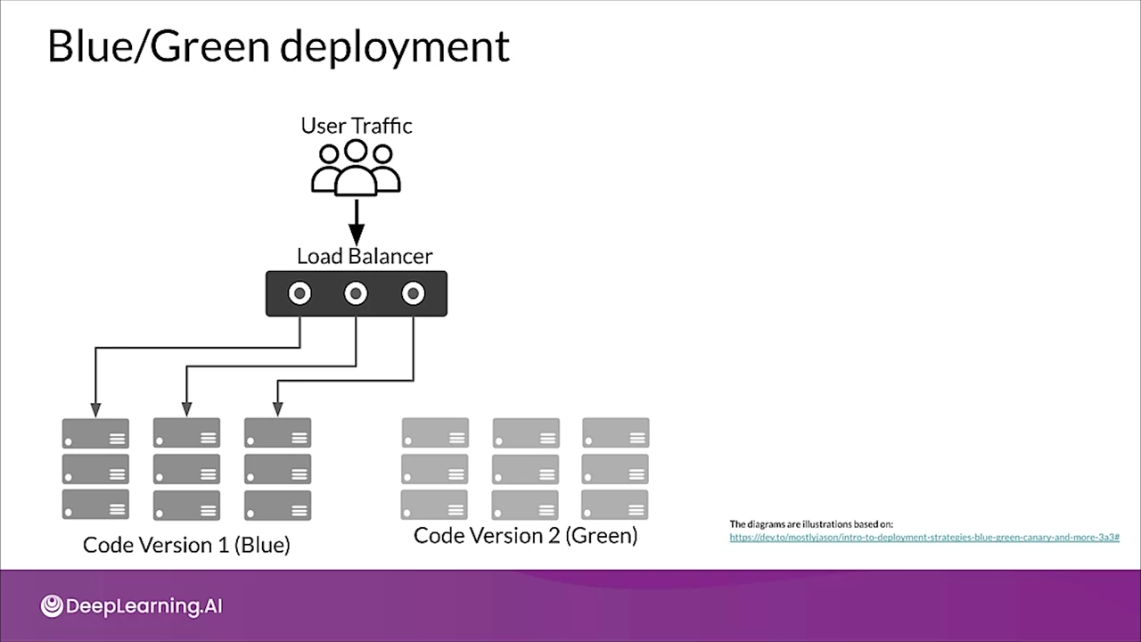 Blue/Green deployment
User Traffic
Load Balancer
Code Version 1 (Blue)
Code Version 2 (Green)
The diagrams are illustrations based on:
https://dev.to/mostlyjason/intro-to-deployment-strategies-blue-green-canary-and-more-3a3#
DeepLearning.AI